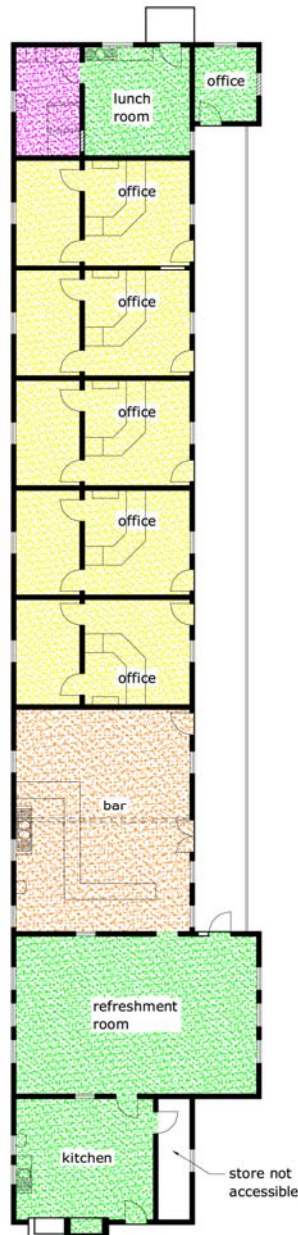 office
lunch
room
office
office
office
office
office
bar
refreshment
room
kitchen
store not
accessible